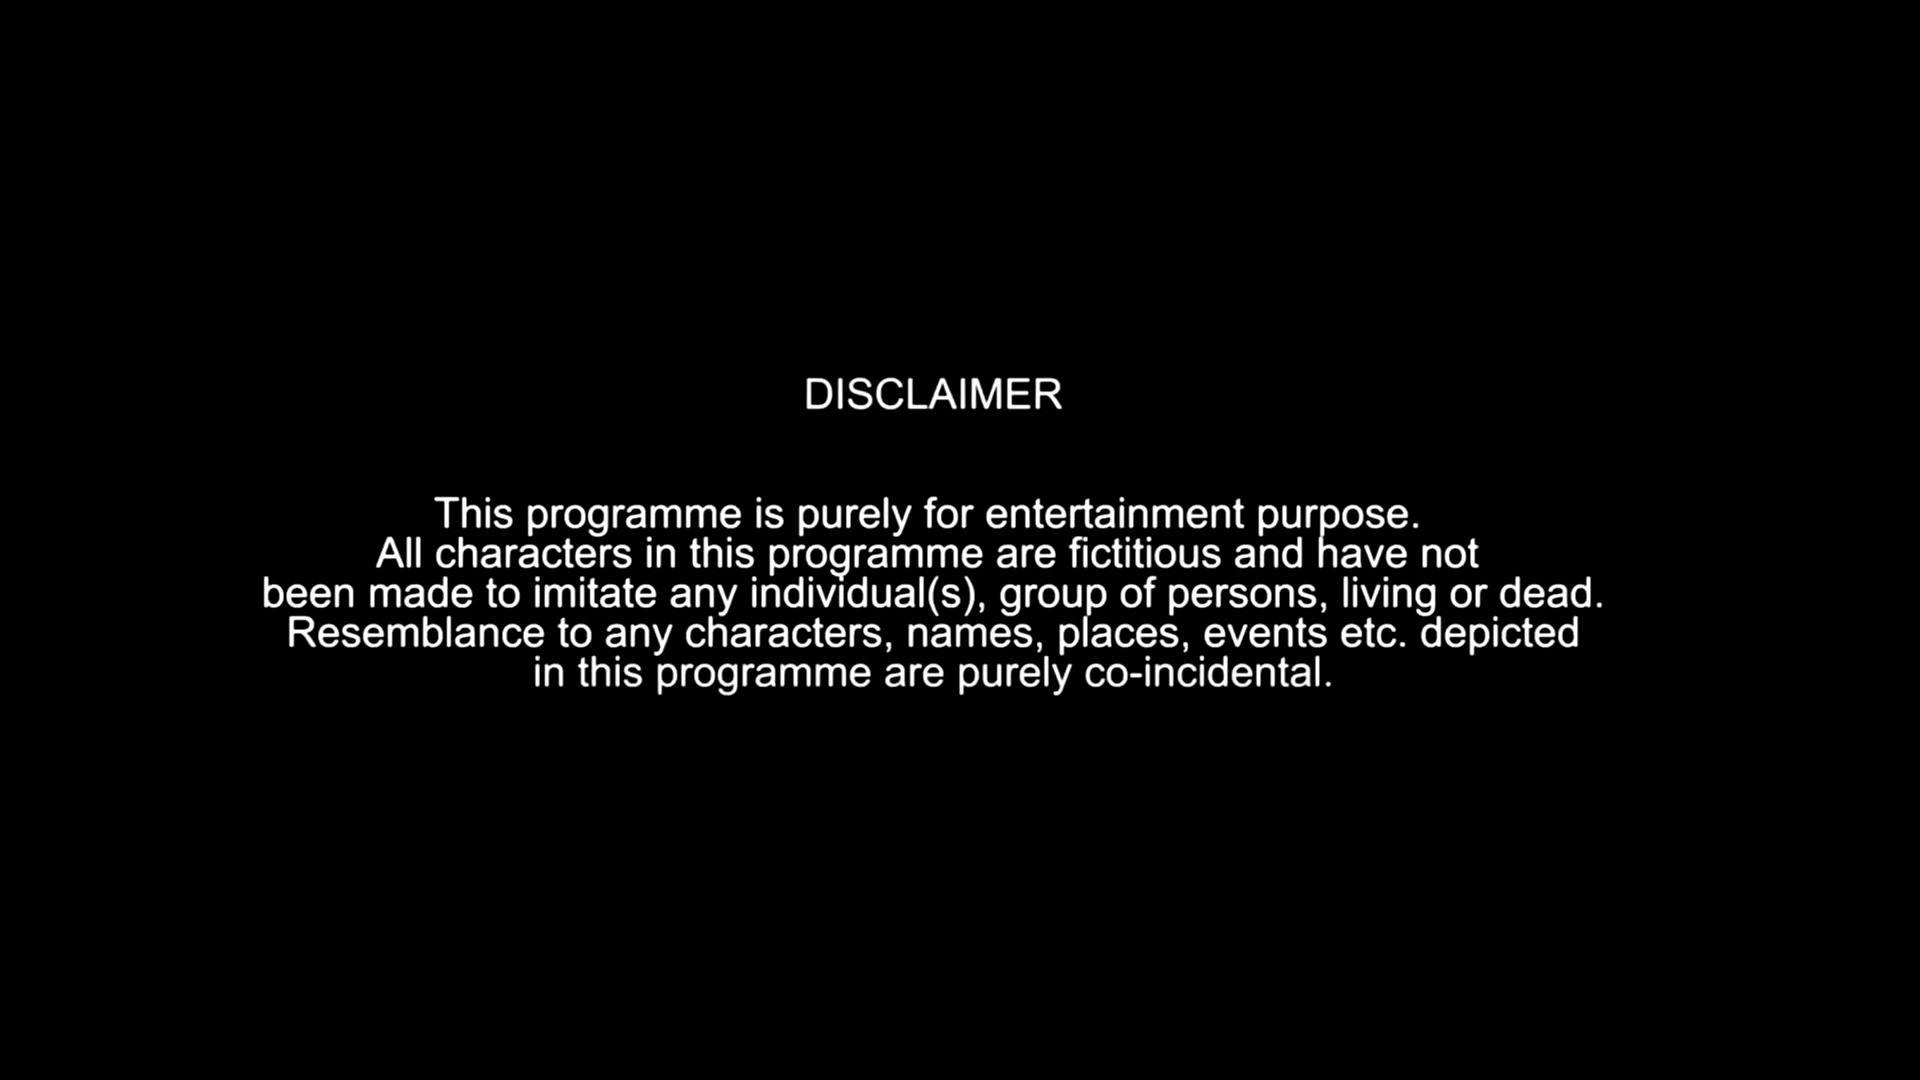 DISCLAIMER
This programme is purely for entertainment purpose.
All characters in this programme are fictitious and have not
been made to imitate any individual(s), group of persons, living or dead.
Resemblance to any characters, names, places, events etc. depicted
in this programme are purely co-incidental.